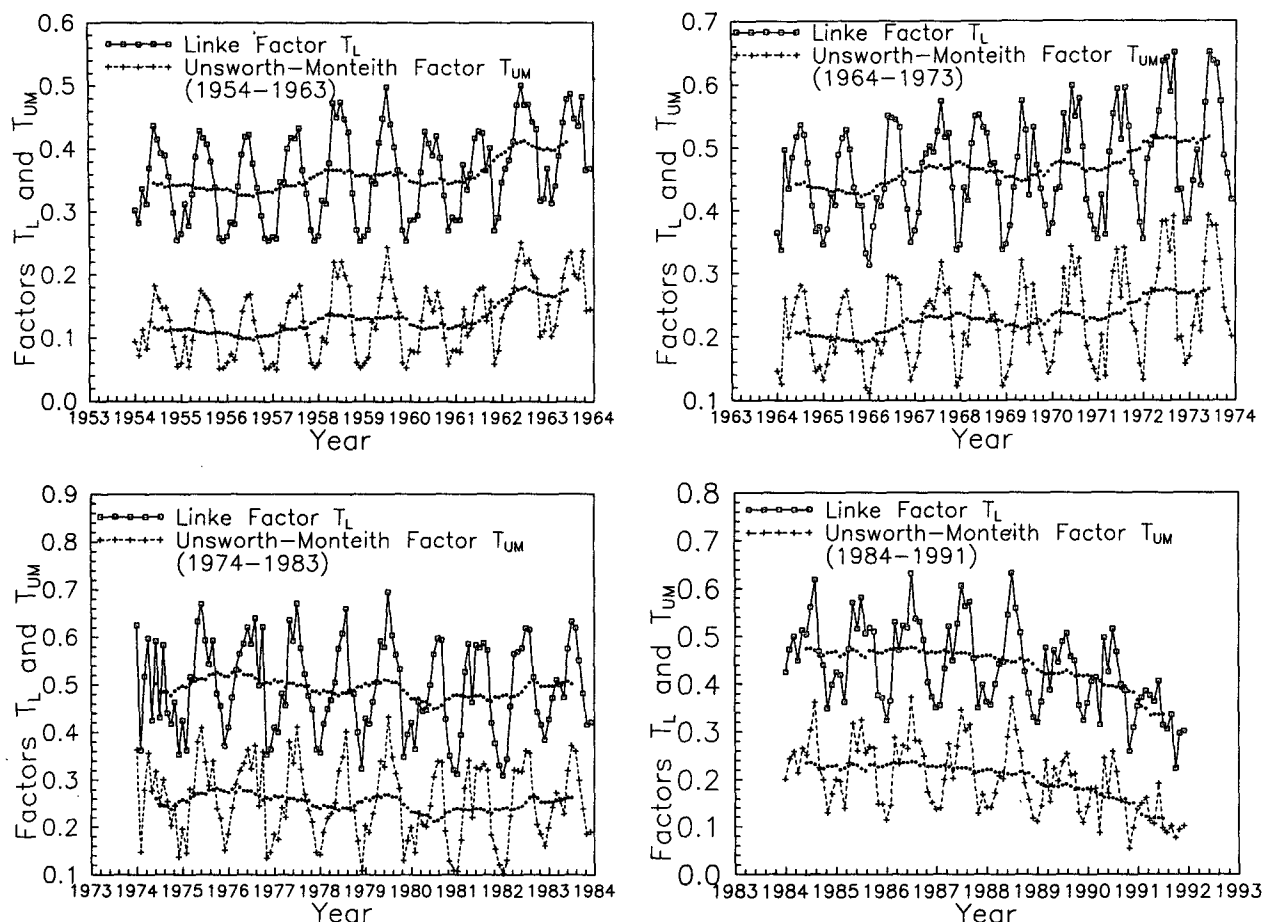 0.6
Linke Factor T_L
Unsworth-Monteith Factor T_UM
(1954-1963)
0.5
0.4
0.3
0.2
0.1
0.0
Factors T_L and T_UM
1953 1954 1955 1956 1957 1958 1959 1960 1961 1962 1963 1964
Year
0.7
Linke Factor T_L
Unsworth-Monteith Factor T_UM
(1964-1973)
0.6
0.5
0.4
0.3
0.2
0.1
Factors T_L and T_UM
1963 1964 1965 1966 1967 1968 1969 1970 1971 1972 1973 1974
Year
0.9
Linke Factor T_L
Unsworth-Monteith Factor T_UM
(1974-1983)
0.8
0.7
0.6
0.5
0.4
0.3
0.2
0.1
Factors T_L and T_UM
1973 1974 1975 1976 1977 1978 1979 1980 1981 1982 1983 1984
Year
0.8
Linke Factor T_L
Unsworth-Monteith Factor T_UM
(1984-1991)
0.7
0.6
0.5
0.4
0.3
0.2
0.1
0.0
Factors T_L and T_UM
1983 1984 1985 1986 1987 1988 1989 1990 1991 1992 1993
Year